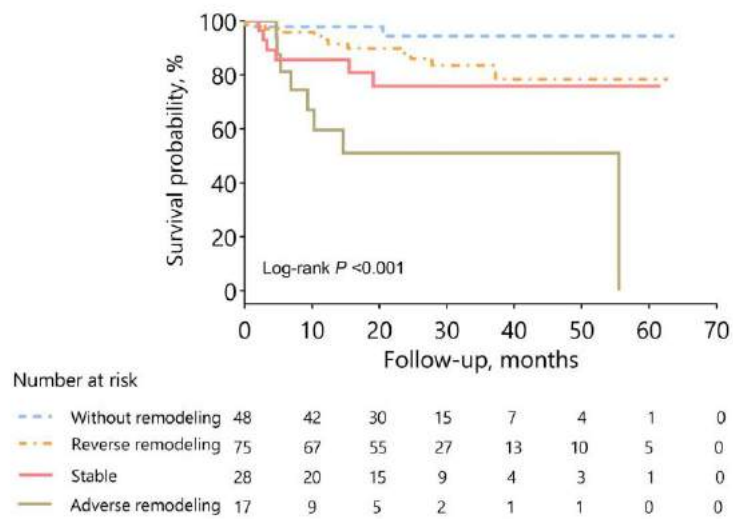 Survival probability, %
100
80
60
40
20
0
Log-rank P <0.001
0 10 20 30 40 50 60 70
Follow-up, months
Number at risk
Without remodeling 48 42 30 15 7 4 1 0
Reverse remodeling 75 67 55 27 13 10 5 0
Stable 28 20 15 9 4 3 1 0
Adverse remodeling 17 9 5 2 1 1 0 0